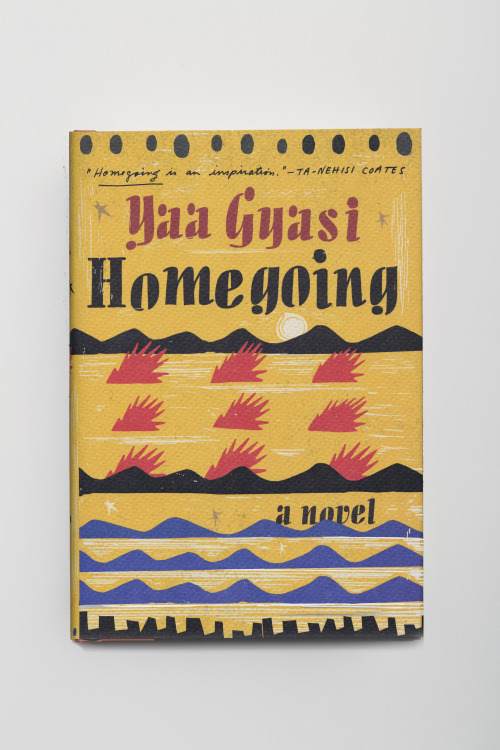 "Homegoing is an inspiration." —TA-NEHISI COATES
Yaa Gyasi
Homegoing
a novel